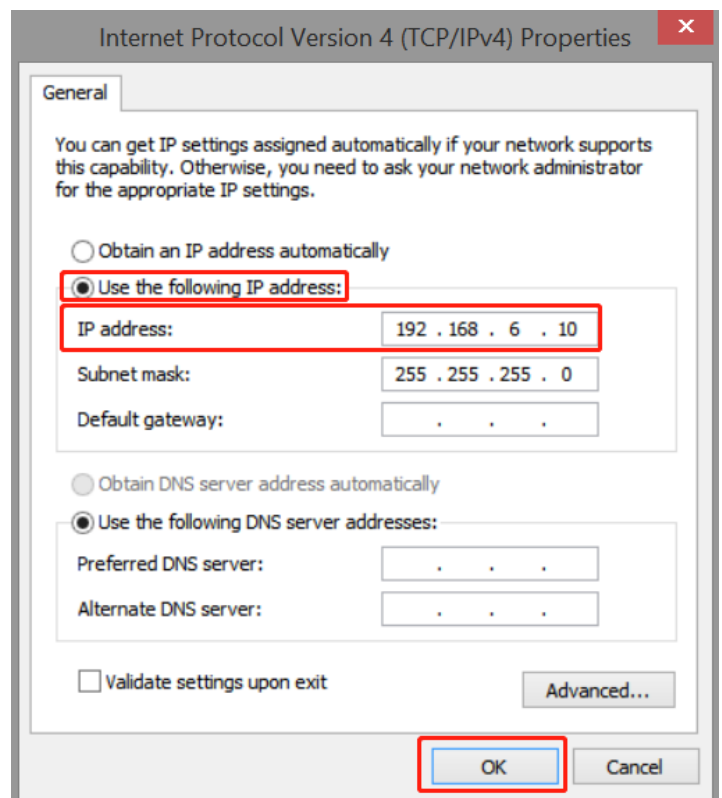 Internet Protocol Version 4 (TCP/IPv4) Properties
General
You can get IP settings assigned automatically if your network supports
this capability. Otherwise, you need to ask your network administrator
for the appropriate IP settings.
Obtain an IP address automatically
Use the following IP address:
IP address: 192 . 168 . 6 . 10
Subnet mask: 255 . 255 . 255 . 0
Default gateway: . . .
Obtain DNS server address automatically
Use the following DNS server addresses:
Preferred DNS server: . . .
Alternate DNS server: . . .
Validate settings upon exit
Advanced...
OK Cancel